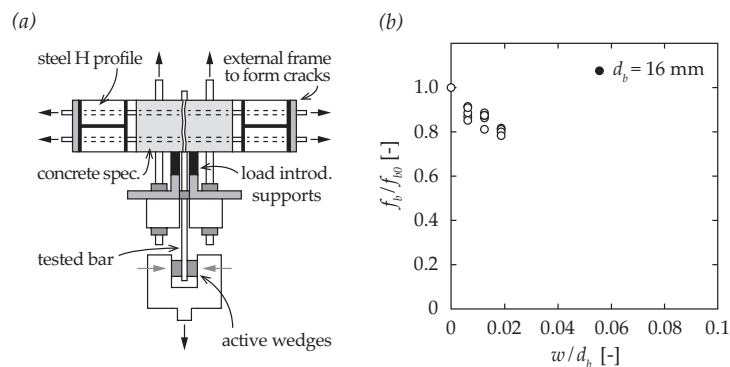 (a)
steel H profile
external frame
to form cracks
concrete spec.
load introd.
supports
tested bar
active wedges
(b)
d_b = 16 mm
1.0
0.8
0.6
0.4
0.2
0
f_b/f_b0 [-]
0 0.02 0.04 0.06 0.08 0.1
w/d_b [-]